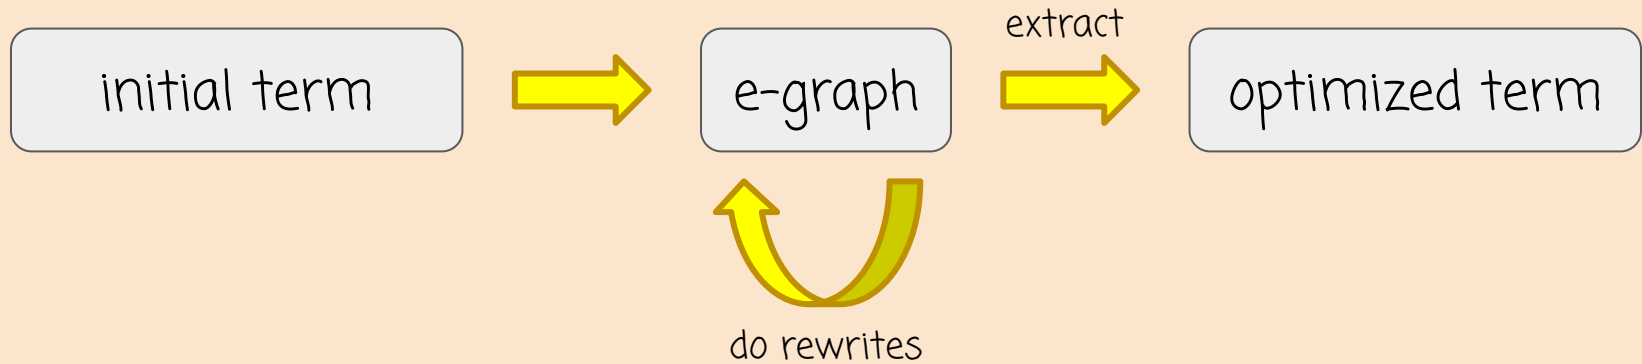 initial term
e-graph
extract
optimized term
do rewrites